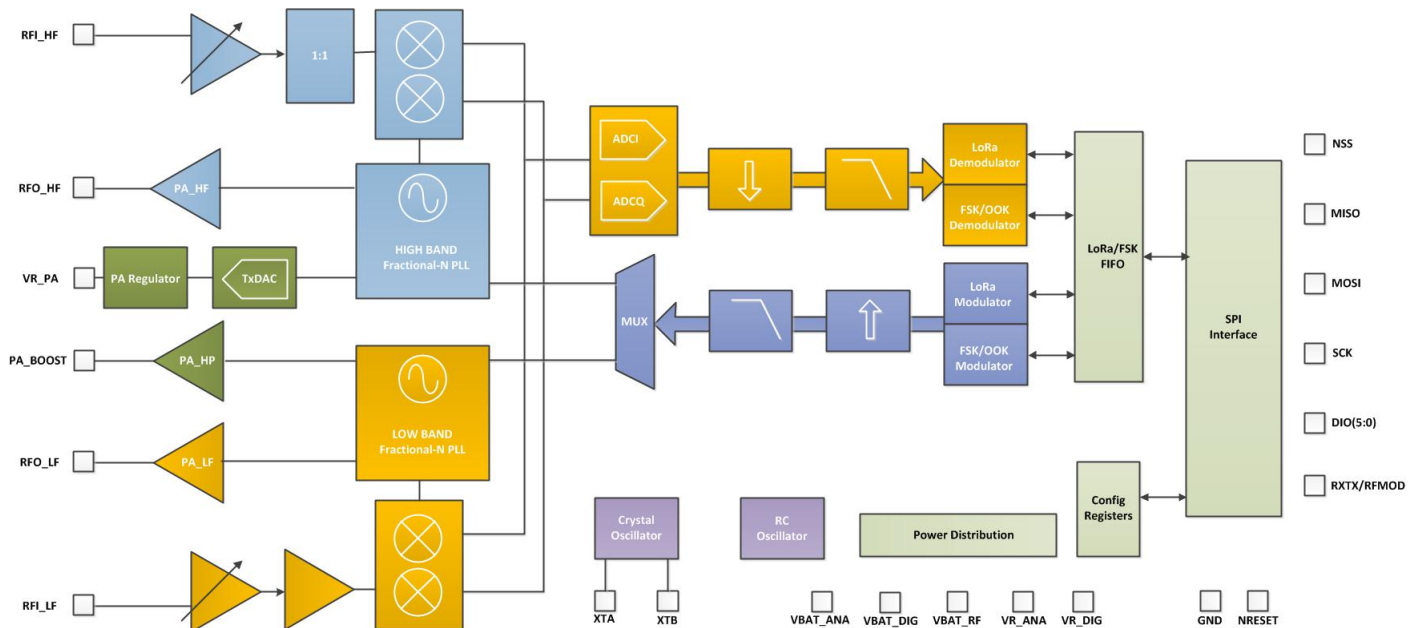 RFI_HF
1:1
RFO_HF
PA_HF
HIGH BAND
Fractional-N PLL
VR_PA
PA Regulator
TxDAC
PA_BOOST
PA_HP
LOW BAND
Fractional-N PLL
RFO_LF
PA_LF
RFI_LF
ADCI
ADCQ
MUX
LoRa
Demodulator
FSK/OOK
Demodulator
LoRa
Modulator
FSK/OOK
Modulator
LoRa/FSK
FIFO
SPI
Interface
Config
Registers
NSS
MISO
MOSI
SCK
DIO(5:0)
RXTX/RFMOD
Crystal
Oscillator
RC
Oscillator
Power Distribution
XTA
XTB
VBAT_ANA
VBAT_DIG
VBAT_RF
VR_ANA
VR_DIG
GND
NRESET